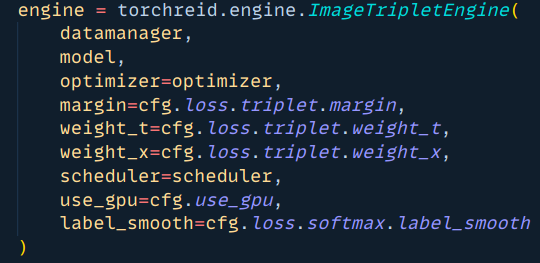 engine = torchreid.engine.ImageTripletEngine(
    datamanager,
    model,
    optimizer=optimizer,
    margin=cfg.loss.triplet.margin,
    weight_t=cfg.loss.triplet.weight_t,
    weight_x=cfg.loss.triplet.weight_x,
    scheduler=scheduler,
    use_gpu=cfg.use_gpu,
    label_smooth=cfg.loss.softmax.label_smooth
)